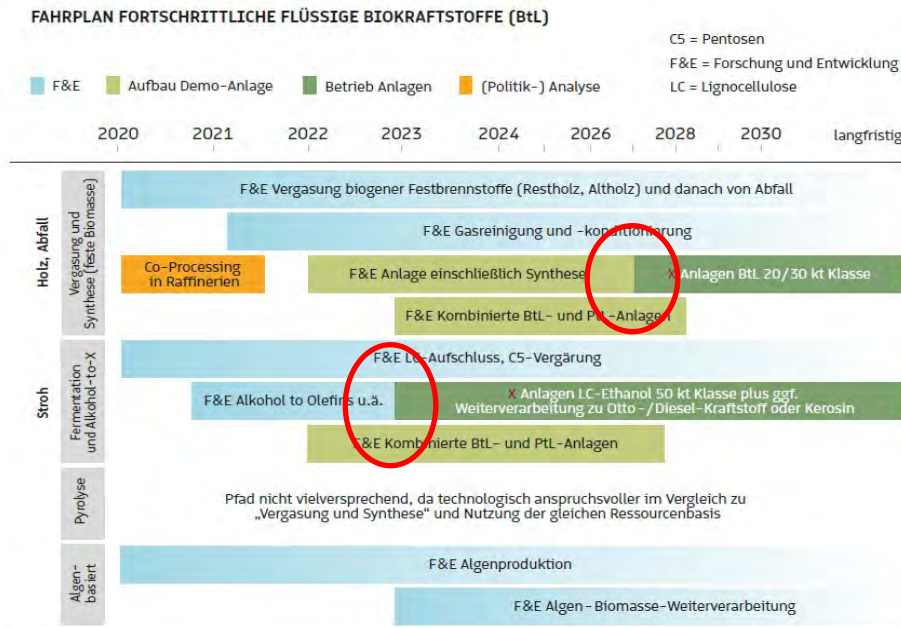 FAHRPLAN FORTSCHRITTLICHE FLÜSSIGE BIOKRAFTSTOFFE (BtL)
C5 = Pentosen
F&E = Forschung und Entwicklung
LC = Lignocellulose
F&E Aufbau Demo-Anlage Betrieb Anlagen (Politik-) Analyse
2020 2021 2022 2023 2024 2026 2028 2030 langfristig
Holz, Abfall
Vergasung und
Synthese (feste Biomasse)
F&E Vergasung biogener Festbrennstoffe (Restholz, Altholz) und danach von Abfall
F&E Gasreinigung und -konditionierung
Co-Processing
in Raffinerien
F&E Anlage einschließlich Synthese
X Anlagen BtL 20/30 kt Klasse
F&E Kombinierte BtL- und PtL-Anlagen
Stroh
Fermentation
und Alkohol-to-X
F&E LC-Aufschluss, C5-Vergärung
F&E Alkohol to Olefins u.ä.
X Anlagen LC-Ethanol 50 kt Klasse plus ggf.
Weiterverarbeitung zu Otto-/Diesel-Kraftstoff oder Kerosin
F&E Kombinierte BtL- und PtL-Anlagen
Pyrolyse
Pfad nicht vielversprechend, da technologisch anspruchsvoller im Vergleich zu
„Vergasung und Synthese“ und Nutzung der gleichen Ressourcenbasis
Algen-
basiert
F&E Algenproduktion
F&E Algen-Biomasse-Weiterverarbeitung